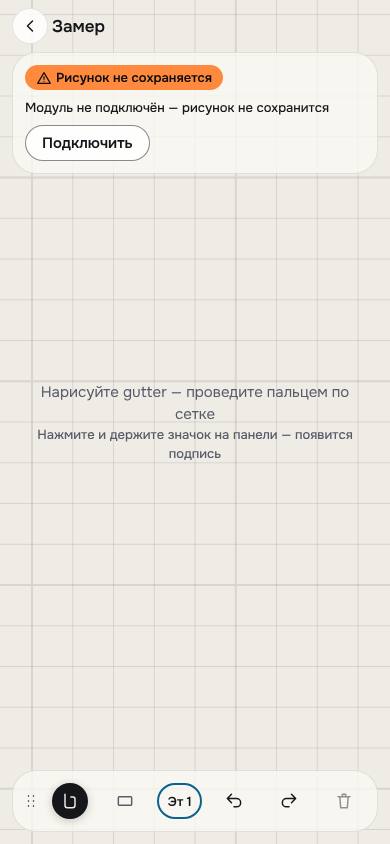 Замер
Рисунок не сохраняется
Модуль не подключён — рисунок не сохранится
Подключить
Нарисуйте gutter — проведите пальцем по
сетке
Нажмите и держите значок на панели — появится
подпись
Эт 1